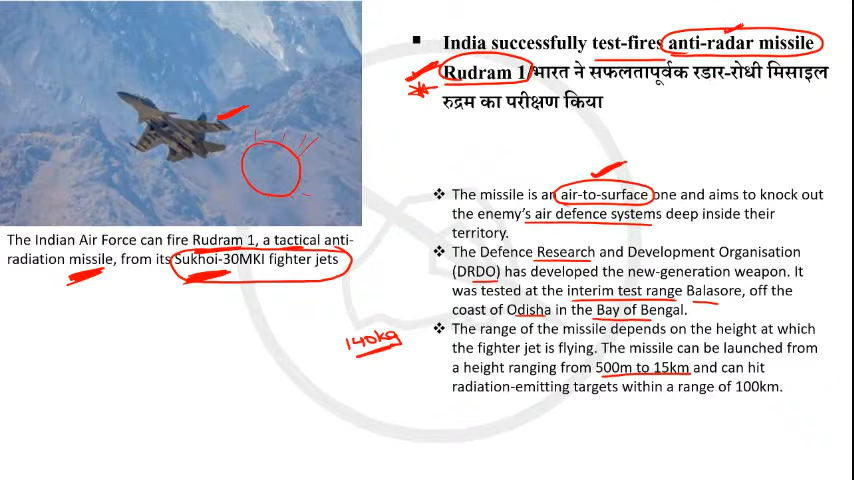 ▪ India successfully test-fires anti-radar missile
Rudram 1/भारत ने सफलतापूर्वक रडार-रोधी मिसाइल
रुद्रम का परीक्षण किया
❖ The missile is an air-to-surface one and aims to knock out
the enemy's air defence systems deep inside their
territory.
The Indian Air Force can fire Rudram 1, a tactical anti-
radiation missile, from its Sukhoi-30MKI fighter jets
❖ The Defence Research and Development Organisation
(DRDO) has developed the new-generation weapon. It
was tested at the interim test range Balasore, off the
coast of Odisha in the Bay of Bengal.
140kg
❖ The range of the missile depends on the height at which
the fighter jet is flying. The missile can be launched from
a height ranging from 500m to 15km and can hit
radiation-emitting targets within a range of 100km.